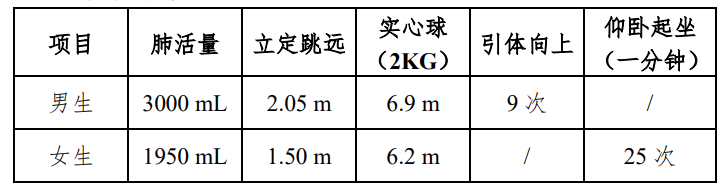 项目 肺活量 立定跳远 实心球（2KG） 引体向上 仰卧起坐（一分钟）
男生 3000 mL 2.05 m 6.9 m 9 次 /
女生 1950 mL 1.50 m 6.2 m / 25 次